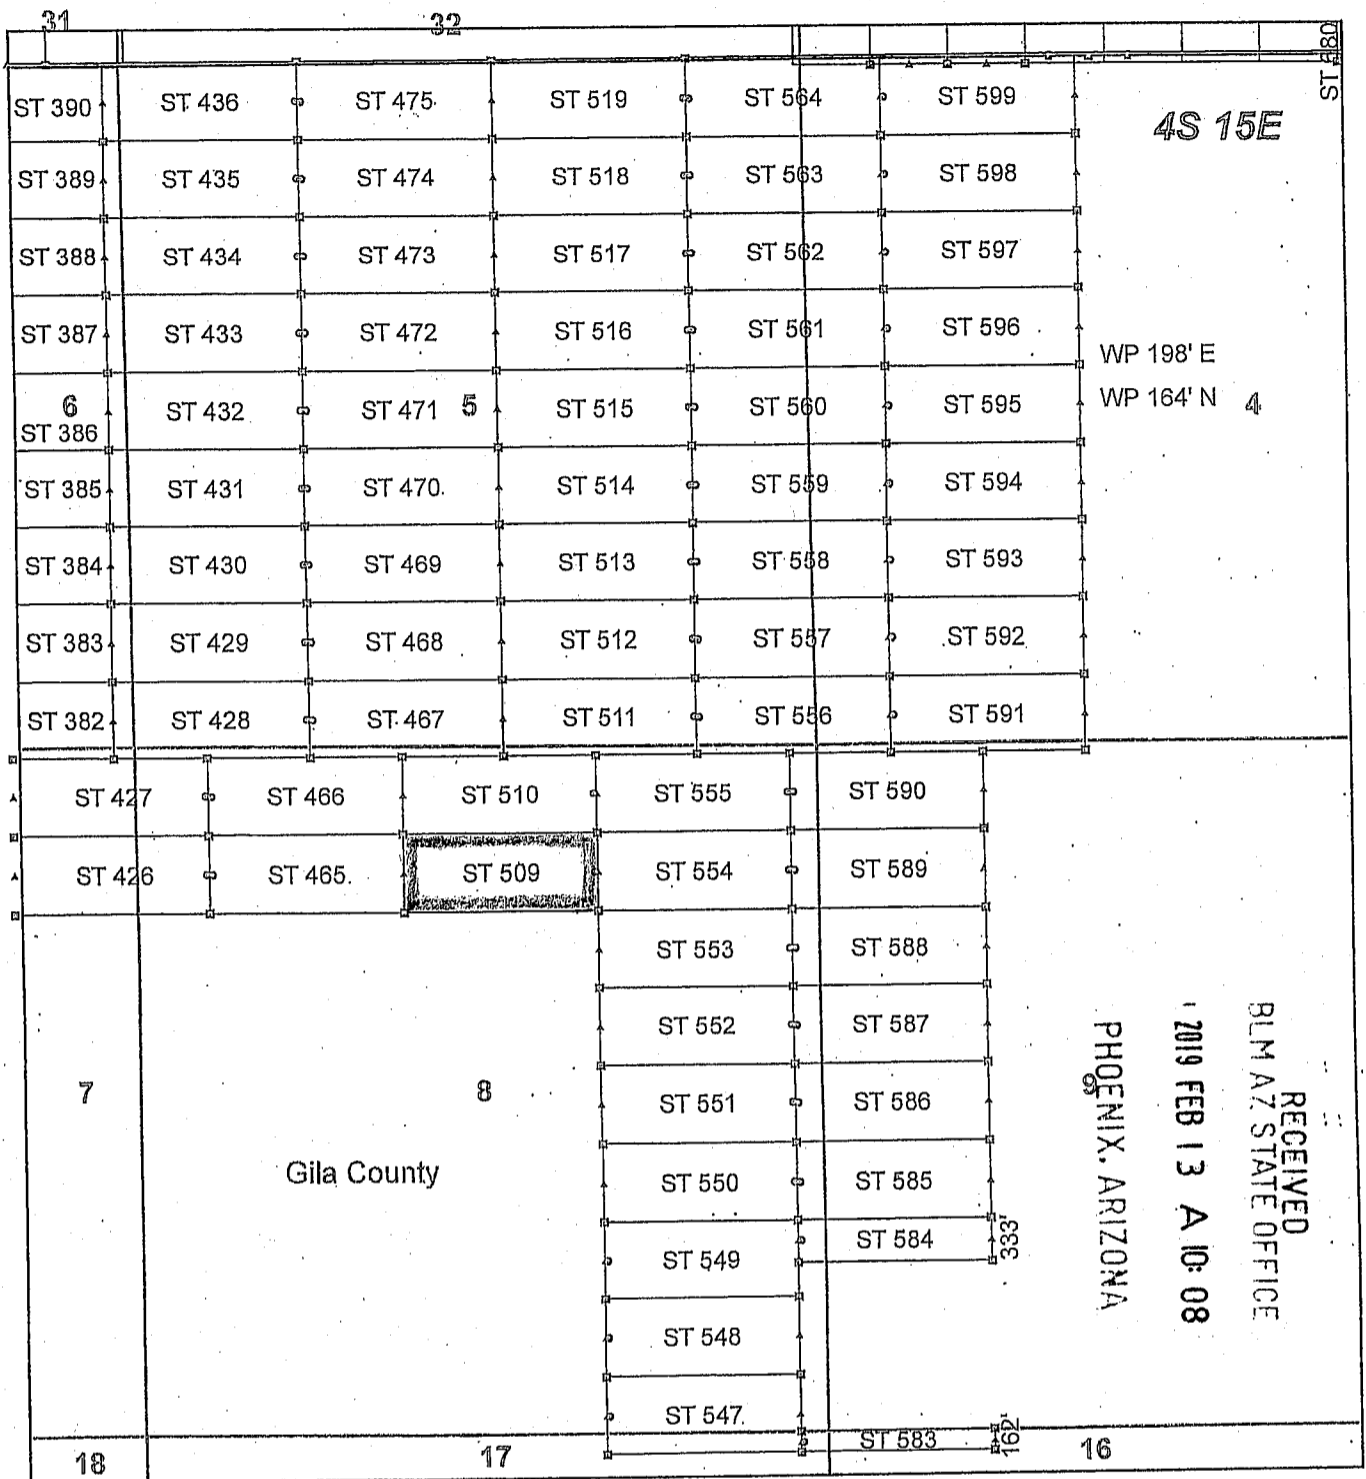 31 32
ST 680
ST 390 ST 436 ST 475 ST 519 ST 564 ST 599
4S 15E
ST 389 ST 435 ST 474 ST 518 ST 563 ST 598
ST 388 ST 434 ST 473 ST 517 ST 562 ST 597
ST 387 ST 433 ST 472 ST 516 ST 561 ST 596
WP 198' E
6 ST 432 ST 471 5 ST 515 ST 560 ST 595 WP 164' N 4
ST 386
ST 385 ST 431 ST 470 ST 514 ST 559 ST 594
ST 384 ST 430 ST 469 ST 513 ST 558 ST 593
ST 383 ST 429 ST 468 ST 512 ST 557 ST 592
ST 382 ST 428 ST 467 ST 511 ST 556 ST 591
ST 427 ST 466 ST 510 ST 555 ST 590
ST 426 ST 465 ST 509 ST 554 ST 589
ST 553 ST 588
ST 552 ST 587
7 8 ST 551 ST 586 9
Gila County ST 550 ST 585
ST 584 333'
ST 549
ST 548
ST 547
ST 583 162'
18 17 16
RECEIVED
BLM AZ STATE OFFICE
2019 FEB 13 A 10:08
PHOENIX, ARIZONA